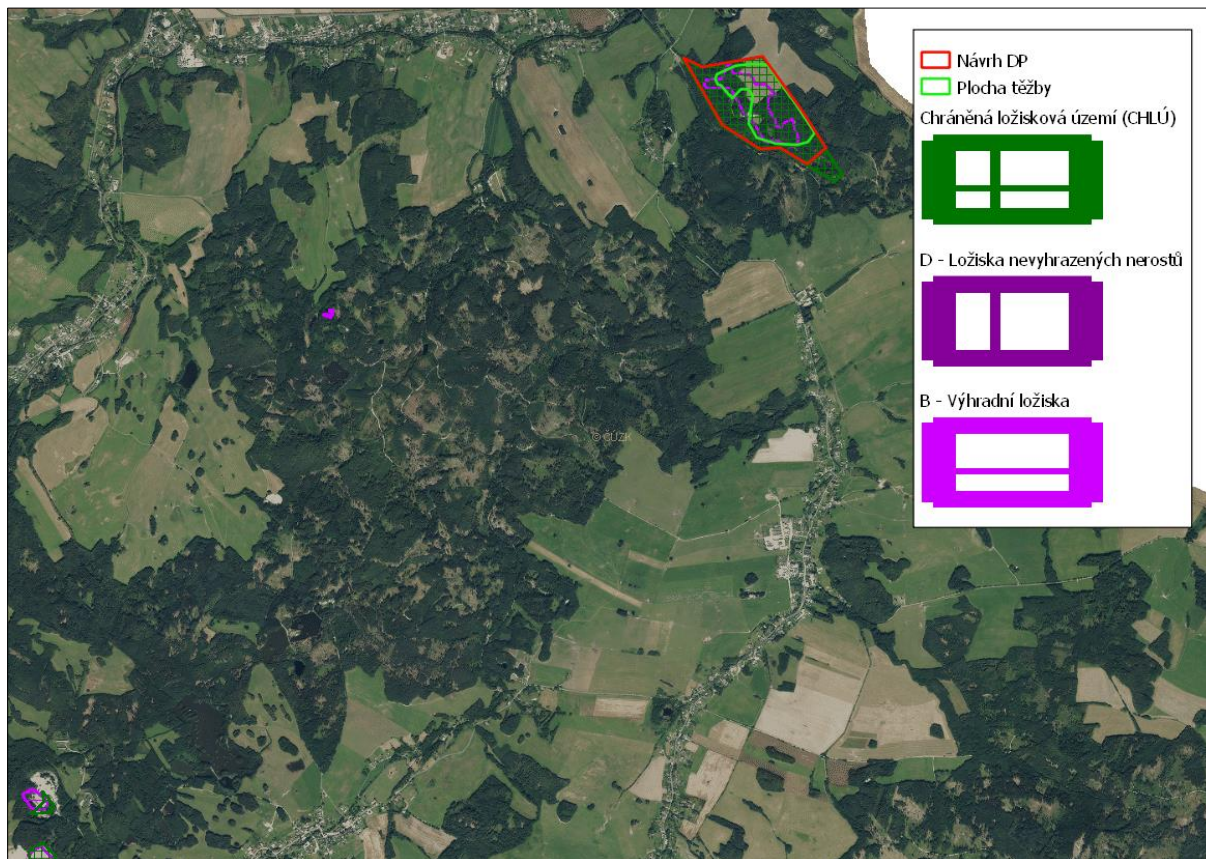 Návrh DP
Plocha těžby
Chráněná ložisková území (CHLÚ)
D - Ložiska nevyhrazených nerostů
B - Výhradní ložiska
© ČÚZK